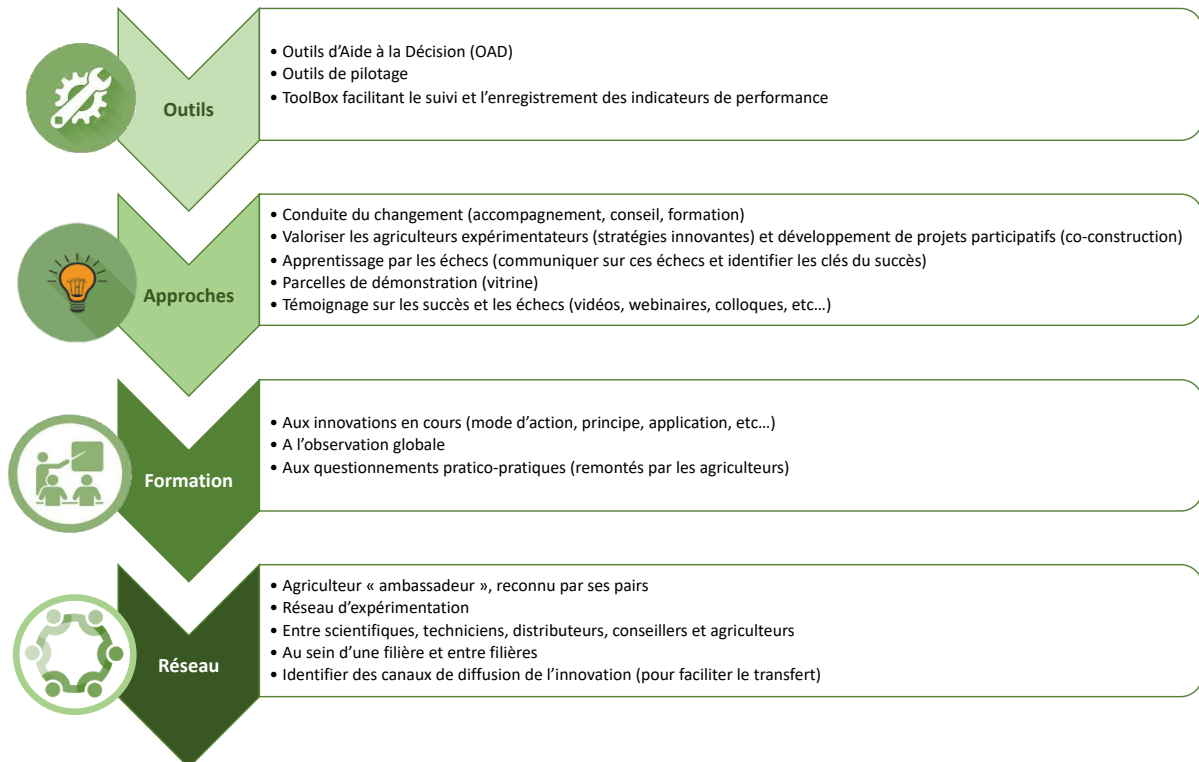 Outils
• Outils d’Aide à la Décision (OAD)
• Outils de pilotage
• ToolBox facilitant le suivi et l’enregistrement des indicateurs de performance
Approches
• Conduite du changement (accompagnement, conseil, formation)
• Valoriser les agriculteurs expérimentateurs (stratégies innovantes) et développement de projets participatifs (co-construction)
• Apprentissage par les échecs (communiquer sur ces échecs et identifier les clés du succès)
• Parcelles de démonstration (vitrine)
• Témoignage sur les succès et les échecs (vidéos, webinaires, colloques, etc…)
Formation
• Aux innovations en cours (mode d’action, principe, application, etc…)
• A l’observation globale
• Aux questionnements pratico-pratiques (remontés par les agriculteurs)
Réseau
• Agriculteur « ambassadeur », reconnu par ses pairs
• Réseau d’expérimentation
• Entre scientifiques, techniciens, distributeurs, conseillers et agriculteurs
• Au sein d’une filière et entre filières
• Identifier des canaux de diffusion de l’innovation (pour faciliter le transfert)